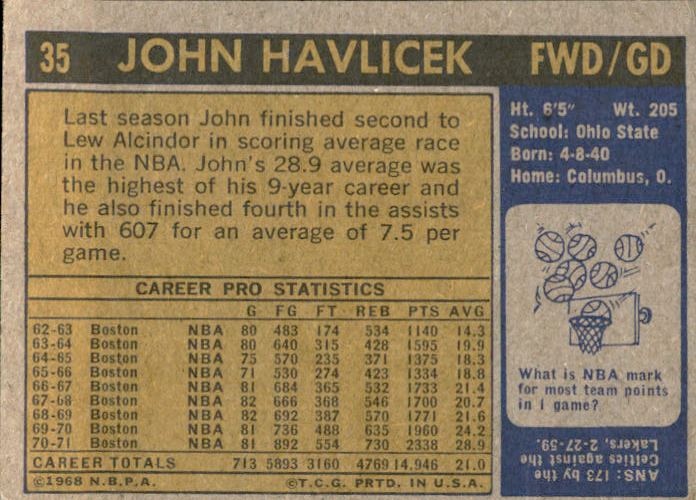 35 JOHN HAVLICEK FWD/GD
Last season John finished second to
Lew Alcindor in scoring average race
in the NBA. John's 28.9 average was
the highest of his 9-year career and
he also finished fourth in the assists
with 607 for an average of 7.5 per
game.
Ht. 6'5" Wt. 205
School: Ohio State
Born: 4-8-40
Home: Columbus, O.
CAREER PRO STATISTICS
G FG FT REB PTS AVG
62-63 Boston NBA 80 483 174 534 1140 14.3
63-64 Boston NBA 80 640 315 428 1595 19.9
64-65 Boston NBA 75 570 235 371 1375 18.3
65-66 Boston NBA 71 530 274 423 1334 18.8
66-67 Boston NBA 81 684 365 532 1733 21.4
67-68 Boston NBA 82 666 368 546 1700 20.7
68-69 Boston NBA 82 692 387 570 1771 21.6
69-70 Boston NBA 81 736 488 635 1960 24.2
70-71 Boston NBA 81 892 554 730 2338 28.9
CAREER TOTALS 713 5893 3160 4769 14,946 21.0
©1968 N.B.P.A. ©T.C.G. PRTD. IN U.S.A
What is NBA mark
for most team points
in 1 game?
ANS: 173 by the
Celtics against the
Lakers, 2-27-59.